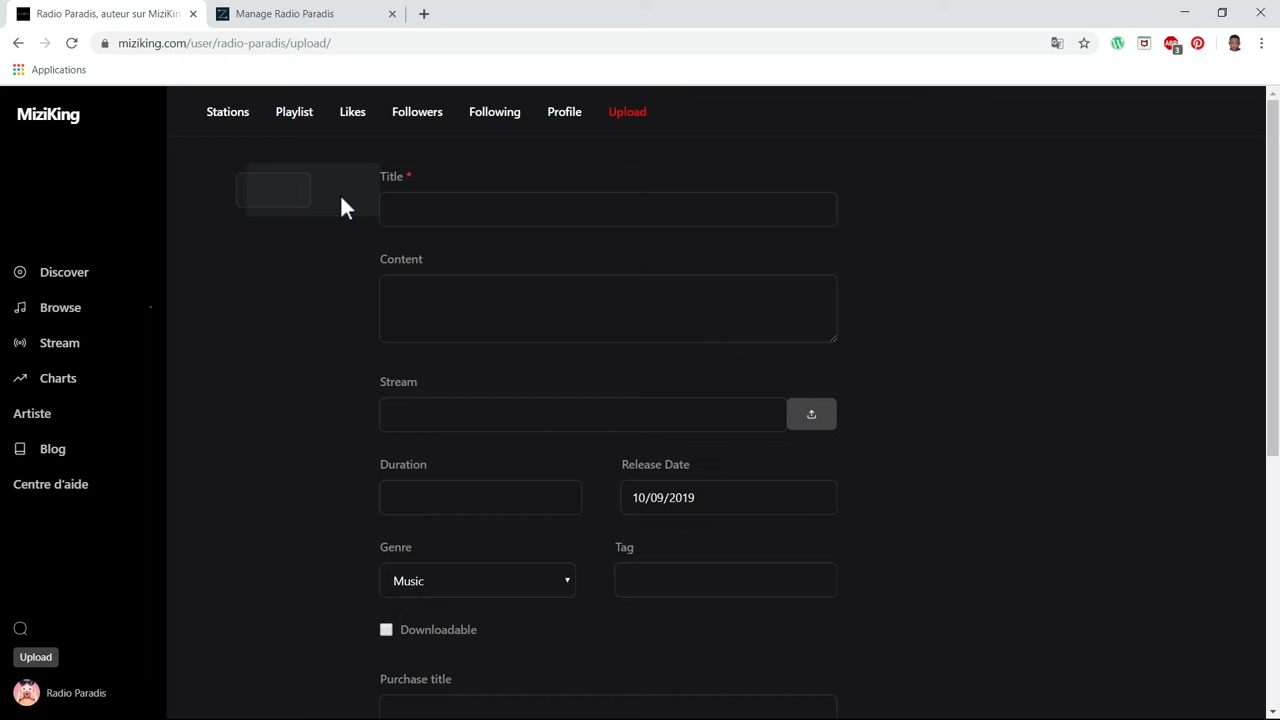 Radio Paradis, auteur sur MiziKin
Manage Radio Paradis
miziking.com/user/radio-paradis/upload/
3
Applications
MiziKing
Stations Playlist Likes Followers Following Profile Upload
Title *
Content
Discover
Browse
Stream
Charts
Artiste
Blog
Centre d'aide
Stream
Duration Release Date
10/09/2019
Genre Tag
Music
Downloadable
Upload
Purchase title
Radio Paradis